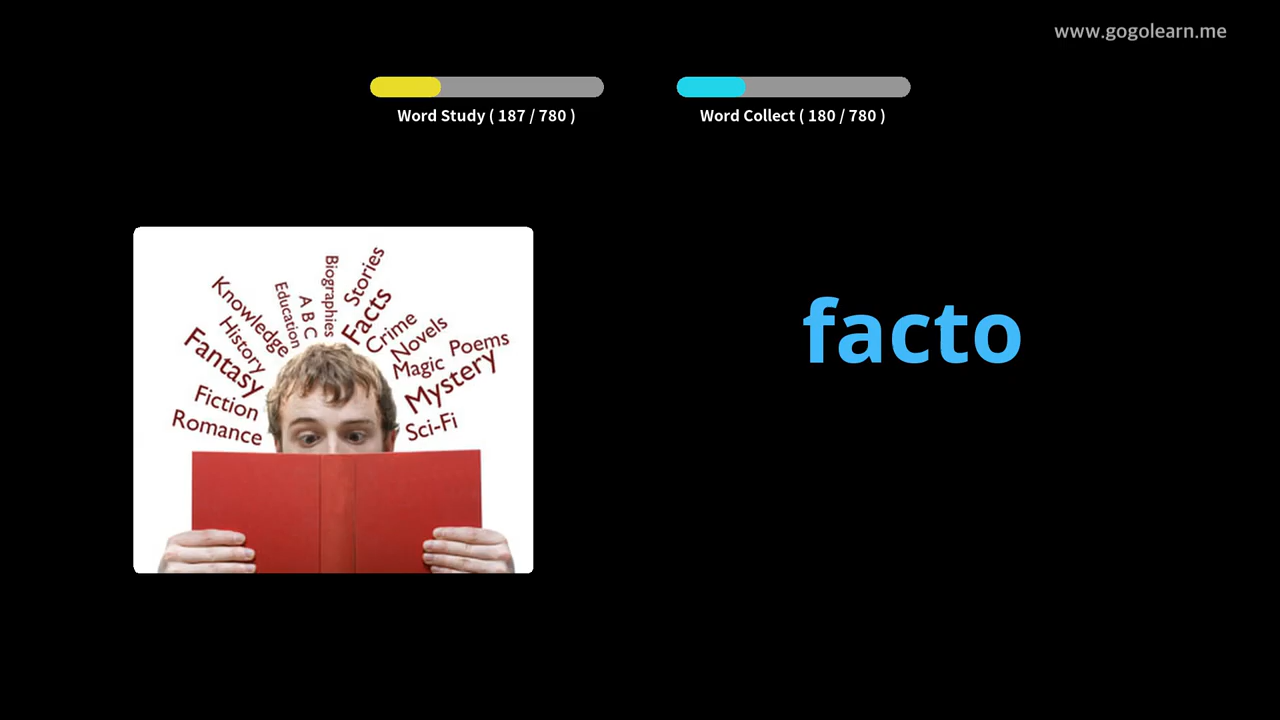 www.gogolearn.me
Word Study ( 187 / 780 )
Word Collect ( 180 / 780 )
facto
Biographies
Stories
Education
A B C
Facts
Knowledge
History
Crime
Novels
Poems
Fantasy
Magic
Mystery
Fiction
Romance
Sci-Fi